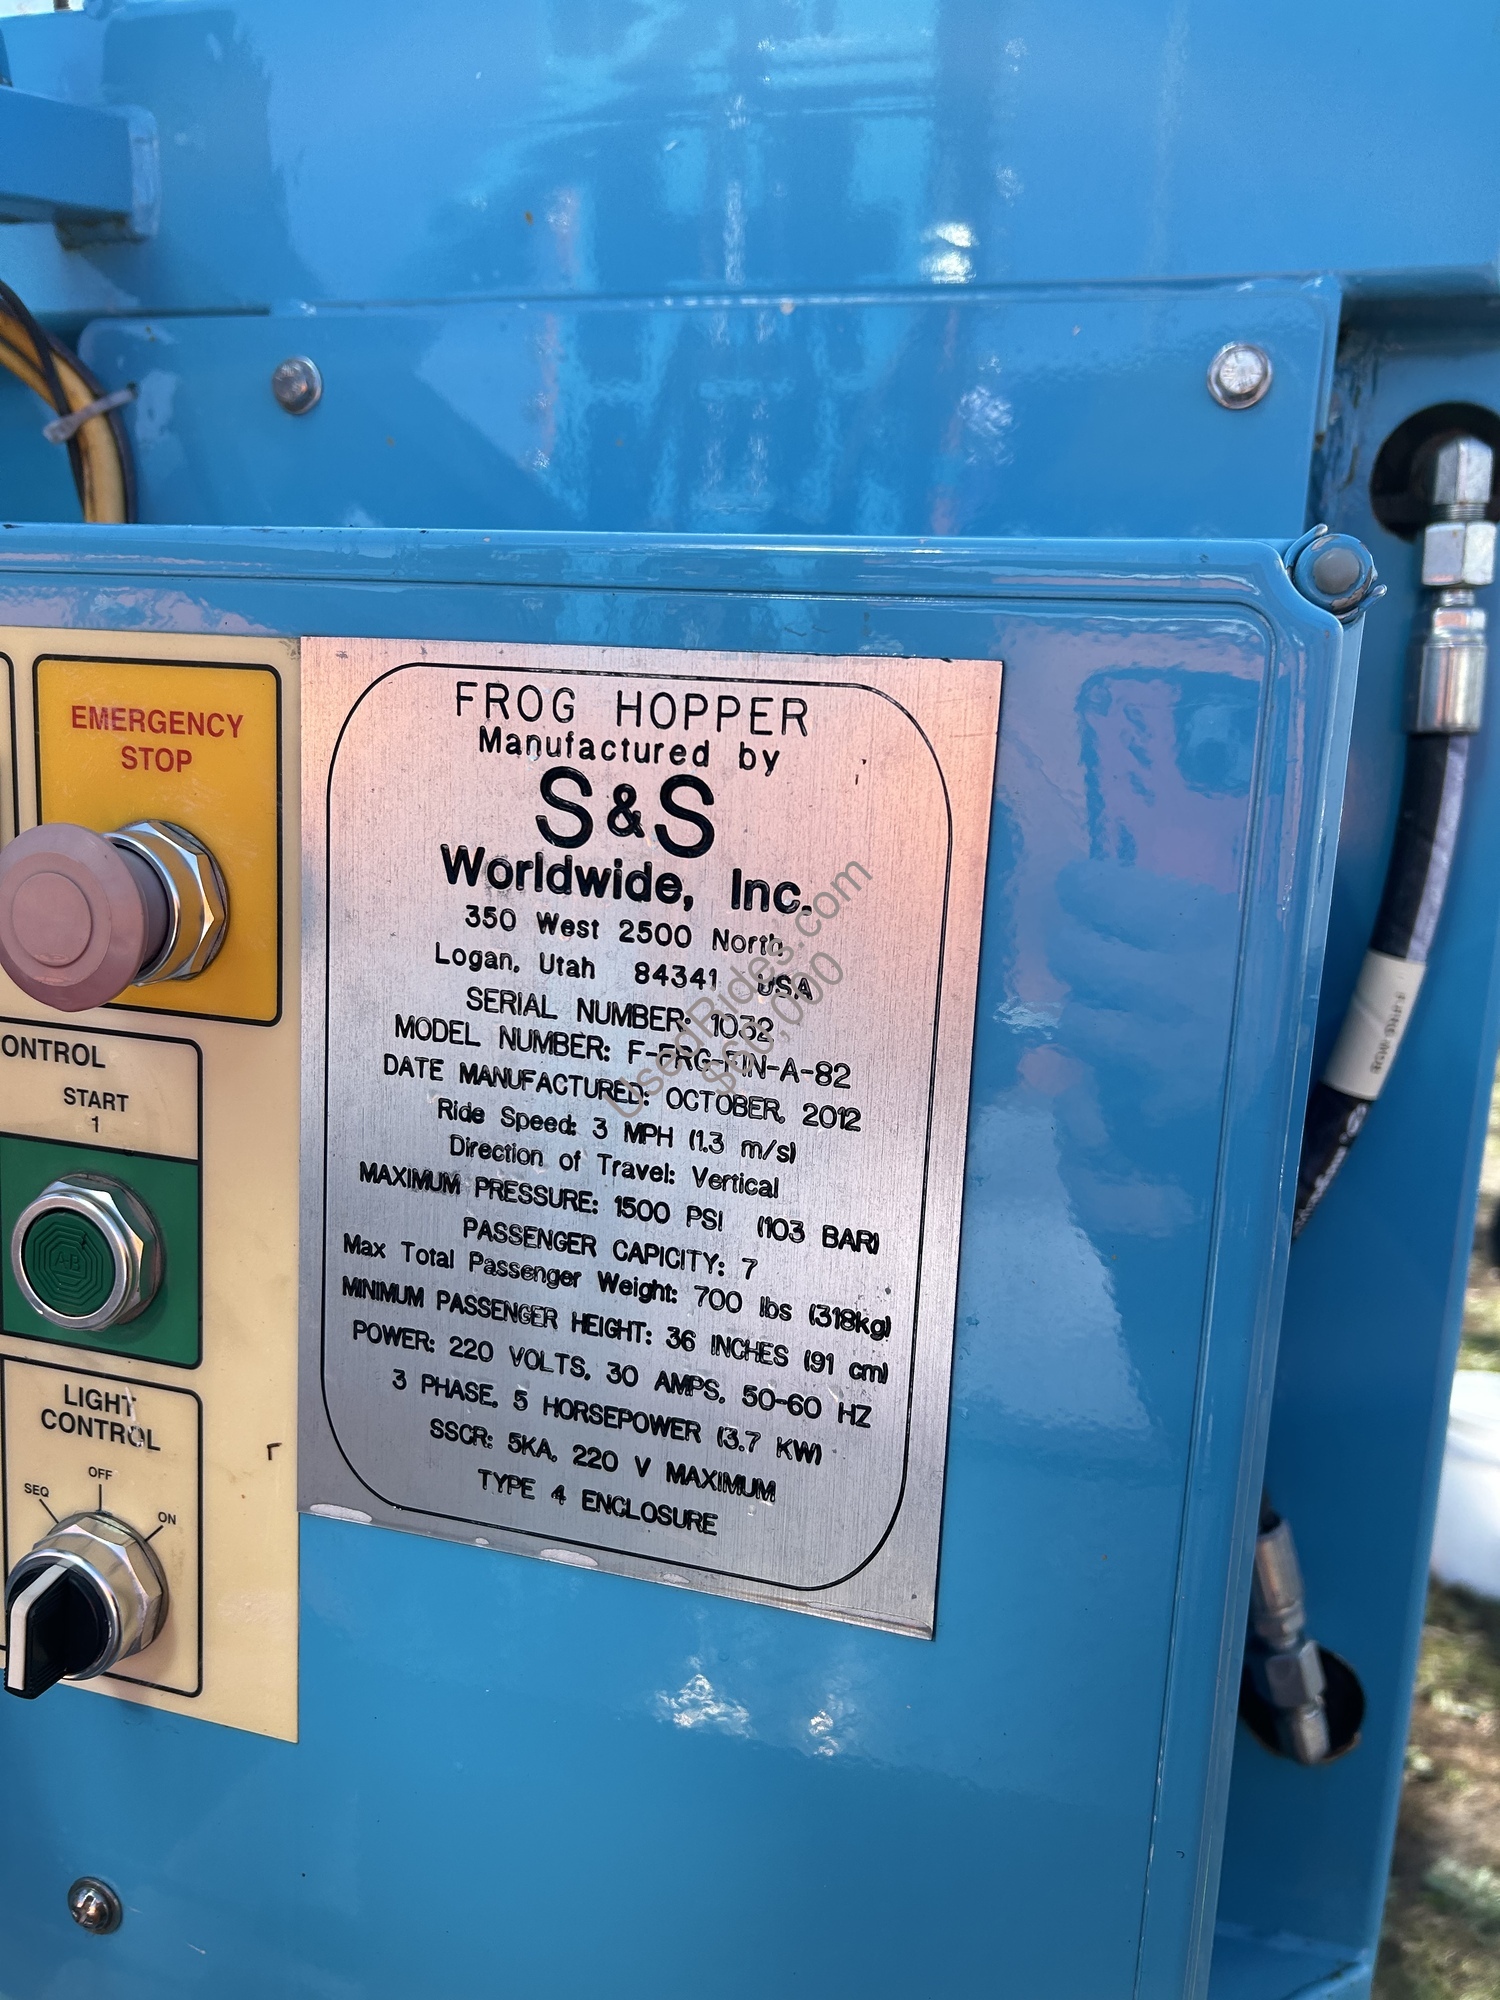 EMERGENCY
STOP
ONTROL
START
1
A-B
LIGHT
CONTROL
SEQ
OFF
ON
FROG HOPPER
Manufactured by
S&S
Worldwide, Inc.
350 West 2500 North
Logan, Utah 84341 USA
SERIAL NUMBER: 1032
MODEL NUMBER: F-FRG-FIN-A-82
DATE MANUFACTURED: OCTOBER, 2012
Ride Speed: 3 MPH (1.3 m/s)
Direction of Travel: Vertical
MAXIMUM PRESSURE: 1500 PSI (103 BAR)
PASSENGER CAPICITY: 7
Max Total Passenger Weight: 700 lbs (318kg)
MINIMUM PASSENGER HEIGHT: 36 INCHES (91 cm)
POWER: 220 VOLTS, 30 AMPS, 50-60 HZ
3 PHASE, 5 HORSEPOWER (3.7 KW)
SSCR: 5KA, 220 V MAXIMUM
TYPE 4 ENCLOSURE
UsedRides.com
$60,000